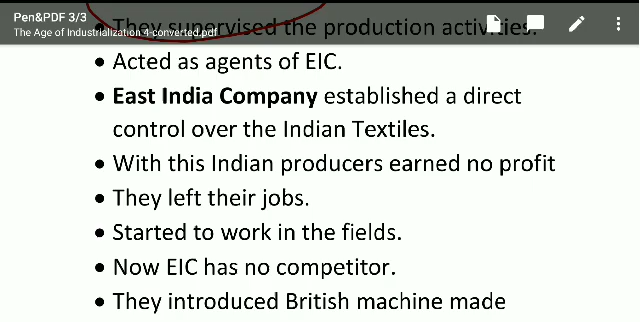 Pen&PDF 3/3
The Age of Industrialization 4-converted.pdf
• They supervised the production activities.
• Acted as agents of EIC.
• East India Company established a direct
control over the Indian Textiles.
• With this Indian producers earned no profit
• They left their jobs.
• Started to work in the fields.
• Now EIC has no competitor.
• They introduced British machine made